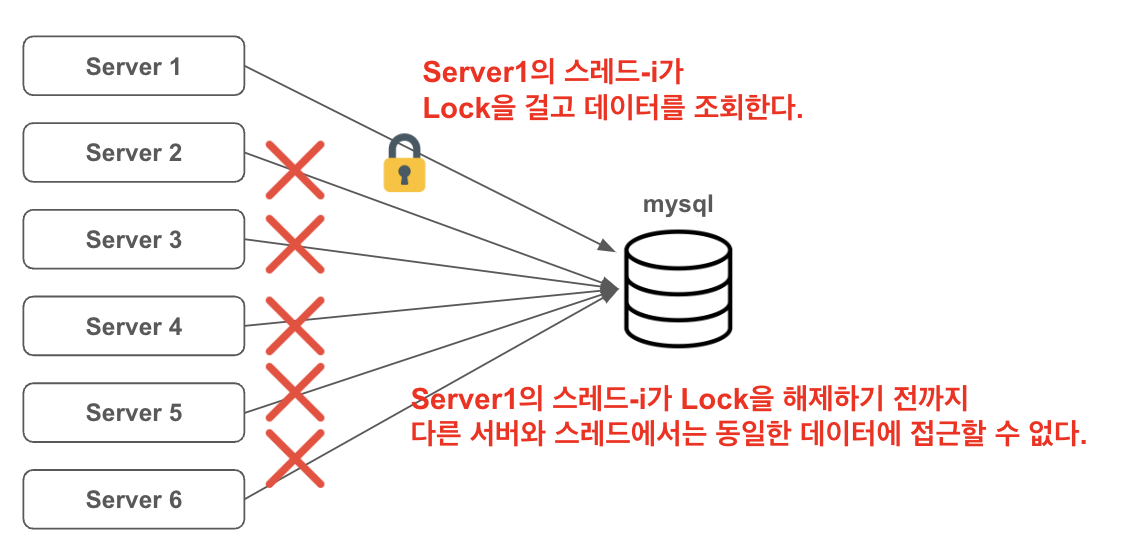 Server 1
Server1의 스레드-i가
Lock을 걸고 데이터를 조회한다.
Server 2
mysql
Server 3
Server 4
Server 5
Server1의 스레드-i가 Lock을 해제하기 전까지
다른 서버와 스레드에서는 동일한 데이터에 접근할 수 없다.
Server 6